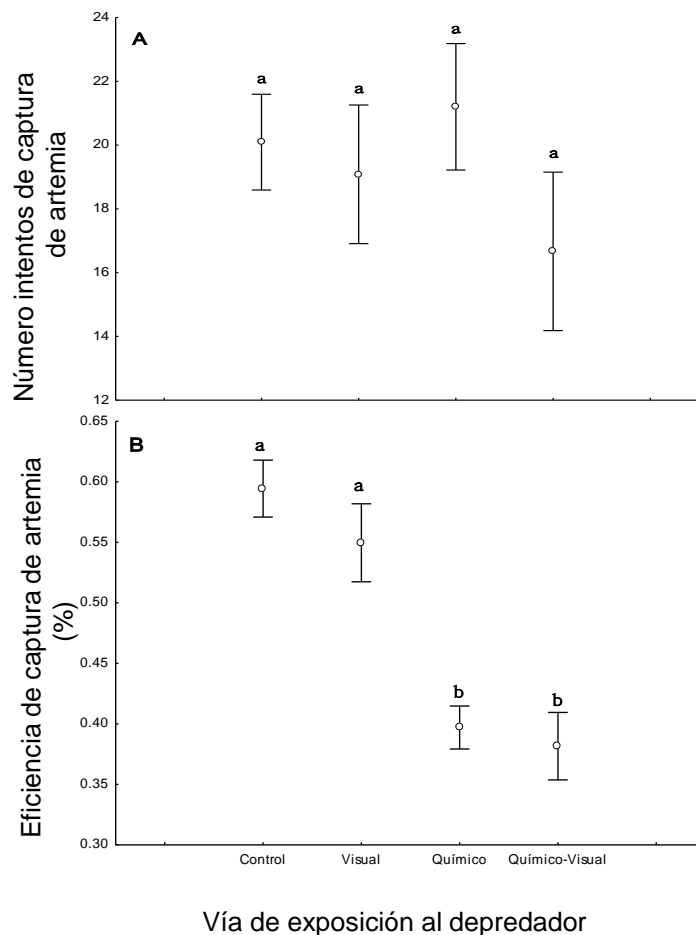 A
Número intentos de captura
de artemia
24
22
20
18
16
14
12
a
a
a
a
B
Eficiencia de captura de artemia
(%)
0.65
0.60
0.55
0.50
0.45
0.40
0.35
0.30
a
a
b
b
Control Visual Químico Químico-Visual
Vía de exposición al depredador